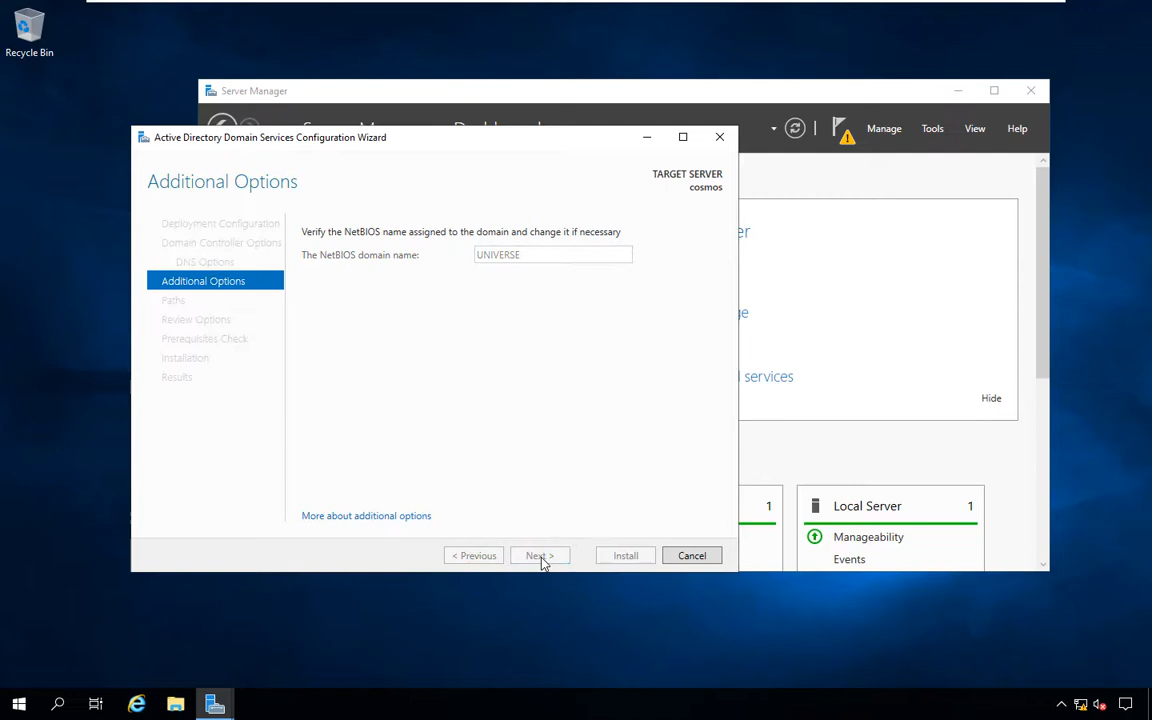 Recycle Bin
Server Manager
Manage
Tools
View
Help
Active Directory Domain Services Configuration Wizard
Additional Options
TARGET SERVER
cosmos
Deployment Configuration
Domain Controller Options
DNS Options
Additional Options
Paths
Review Options
Prerequisites Check
Installation
Results
Verify the NetBIOS name assigned to the domain and change it if necessary
The NetBIOS domain name:
UNIVERSE
More about additional options
< Previous
Next >
Install
Cancel
services
Hide
1
Local Server
1
Manageability
Events